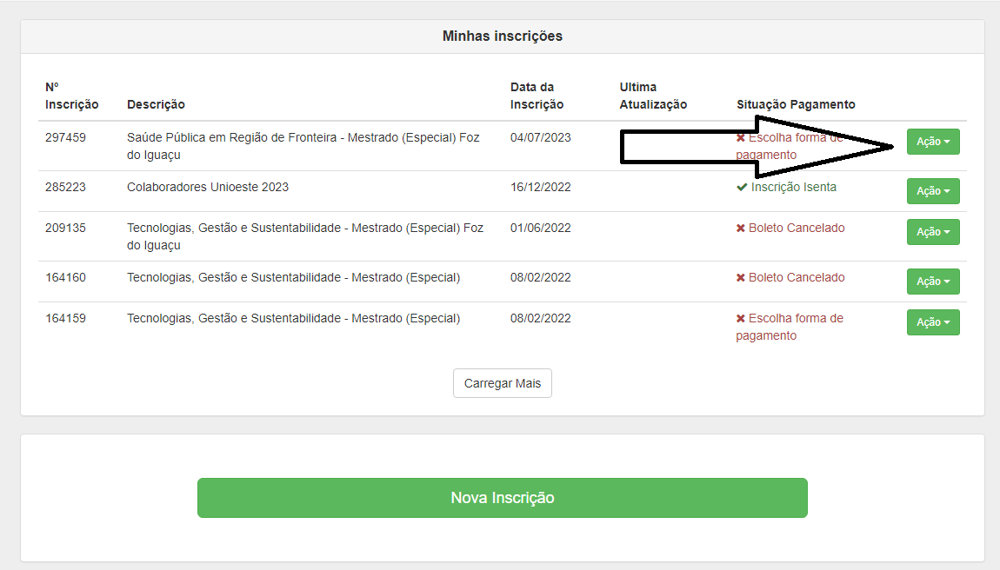 Minhas inscrições
Nº
Inscrição
Descrição
Data da
Inscrição
Ultima
Atualização
Situação Pagamento
297459
Saúde Pública em Região de Fronteira - Mestrado (Especial) Foz
do Iguaçu
04/07/2023
Escolha forma de
pagamento
Ação
285223
Colaboradores Unioeste 2023
16/12/2022
Inscrição Isenta
Ação
209135
Tecnologias, Gestão e Sustentabilidade - Mestrado (Especial) Foz
do Iguaçu
01/06/2022
Boleto Cancelado
Ação
164160
Tecnologias, Gestão e Sustentabilidade - Mestrado (Especial)
08/02/2022
Boleto Cancelado
Ação
164159
Tecnologias, Gestão e Sustentabilidade - Mestrado (Especial)
08/02/2022
Escolha forma de
pagamento
Ação
Carregar Mais
Nova Inscrição